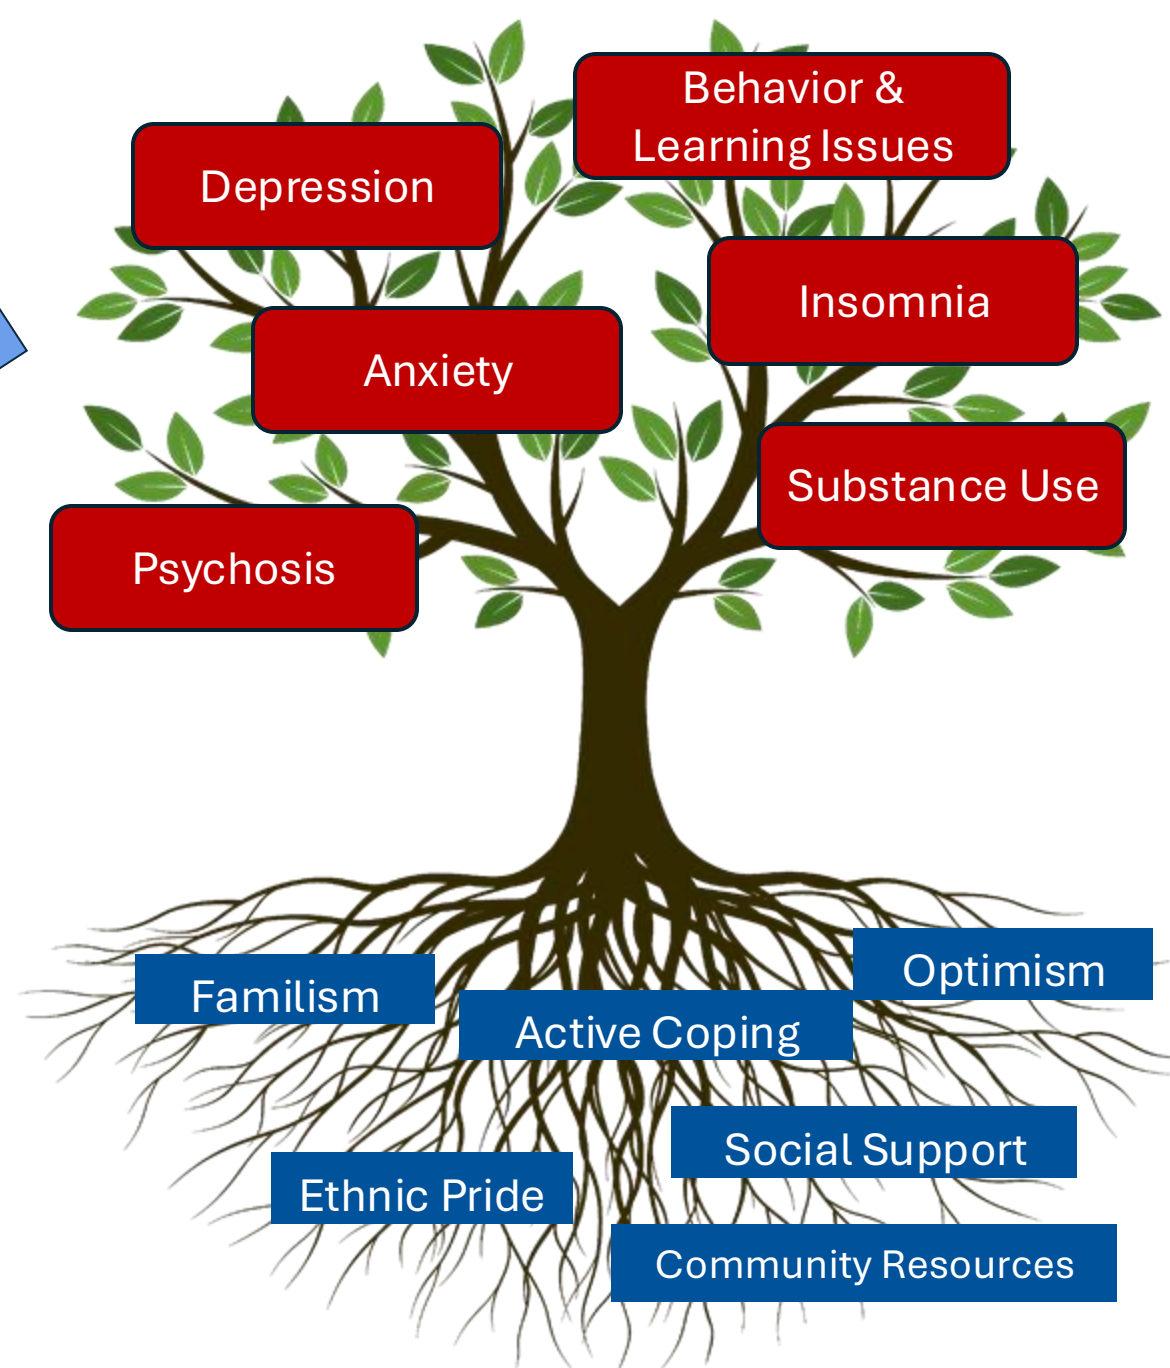 Behavior &
Learning Issues
Depression
Insomnia
Anxiety
Substance Use
Psychosis
Optimism
Familism
Active Coping
Social Support
Ethnic Pride
Community Resources